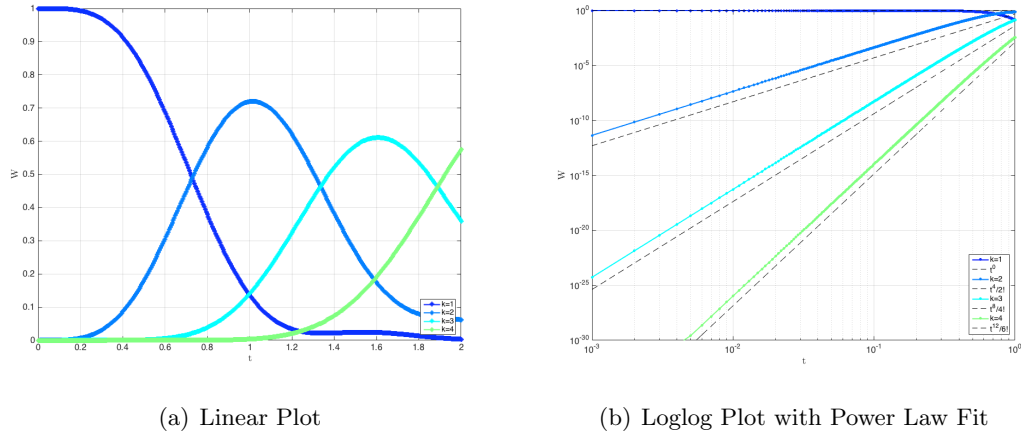 1
0.9
0.8
0.7
0.6
0.5
0.4
0.3
0.2
0.1
0
W
0 0.2 0.4 0.6 0.8 1 1.2 1.4 1.6 1.8 2
t
k=1
k=2
k=3
k=4
(a) Linear Plot
10^0
10^-5
10^-10
10^-15
10^-20
10^-25
10^-30
W
10^-3 10^-2 10^-1 10^0
t
k=1
t^0
k=2
t^4/2!
k=3
t^8/4!
k=4
t^12/6!
(b) Loglog Plot with Power Law Fit